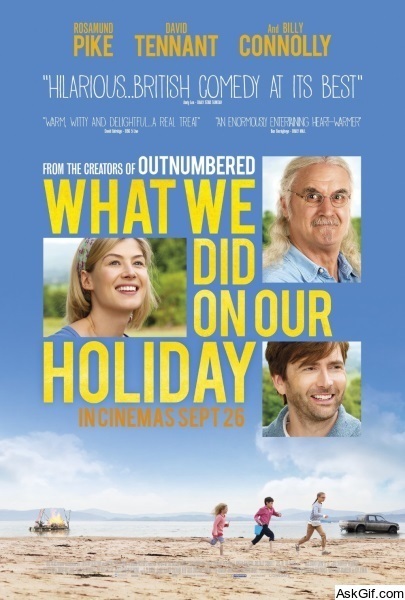 ROSAMUND PIKE
DAVID TENNANT
And BILLY CONNOLLY
"HILARIOUS...BRITISH COMEDY AT ITS BEST"
"WARM, WITTY AND DELIGHTFUL...A REAL TREAT"
"AN ENORMOUSLY ENTERTAINING HEART-WARMER"
FROM THE CREATORS OF OUTNUMBERED
WHAT WE
DID
ON OUR
HOLIDAY
IN CINEMAS SEPT 26
AskGif.com